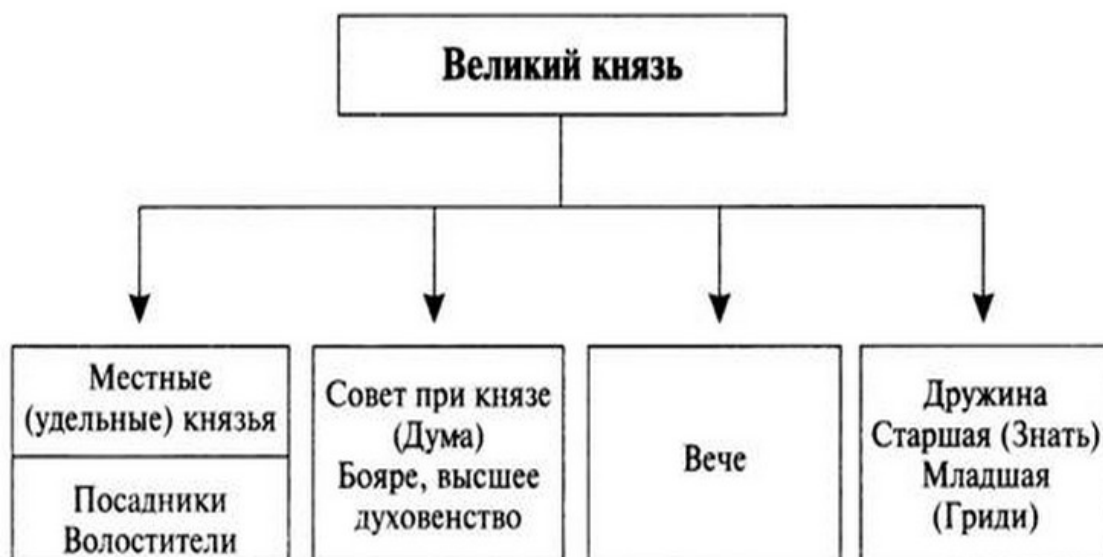 Великий князь
Местные
(удельные) князья
Посадники
Волостители
Совет при князе
(Дума)
Бояре, высшее
духовенство
Вече
Дружина
Старшая (Знать)
Младшая
(Гриди)